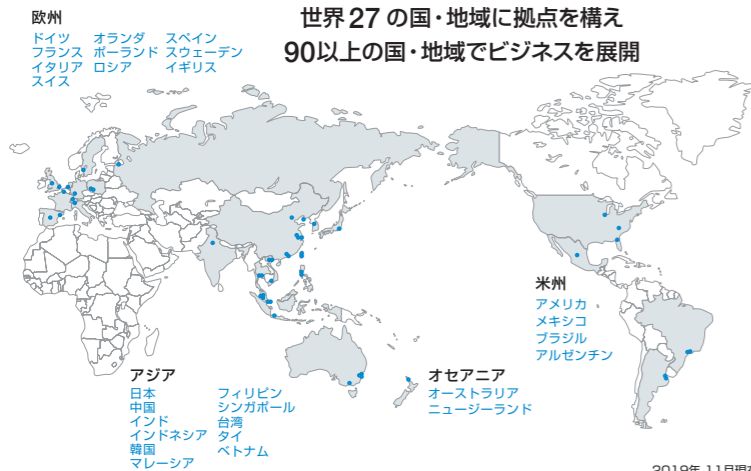 世界27の国・地域に拠点を構え
90以上の国・地域でビジネスを展開
欧州
ドイツ オランダ スペイン
フランス ポーランド スウェーデン
イタリア ロシア イギリス
スイス
米州
アメリカ
メキシコ
ブラジル
アルゼンチン
アジア
日本 フィリピン
中国 シンガポール
インド 台湾
インドネシア タイ
韓国 ベトナム
マレーシア
オセアニア
オーストラリア
ニュージーランド
2019年 11月現在